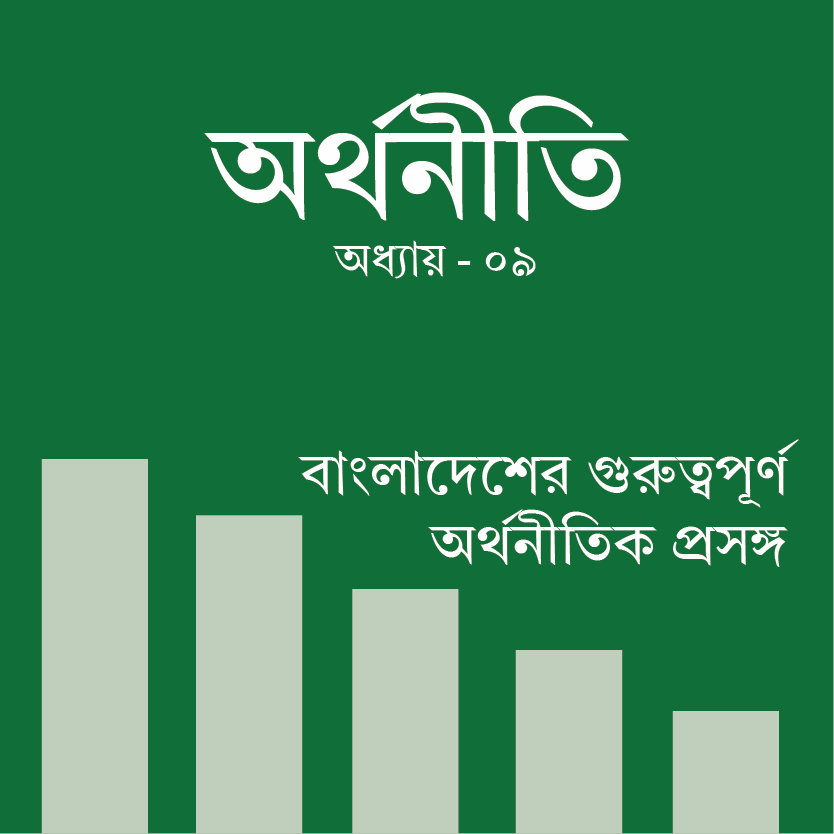 অর্থনীতি
অধ্যায় - ০৯
বাংলাদেশের গুরুত্বপূর্ণ
অর্থনীতিক প্রসঙ্গ